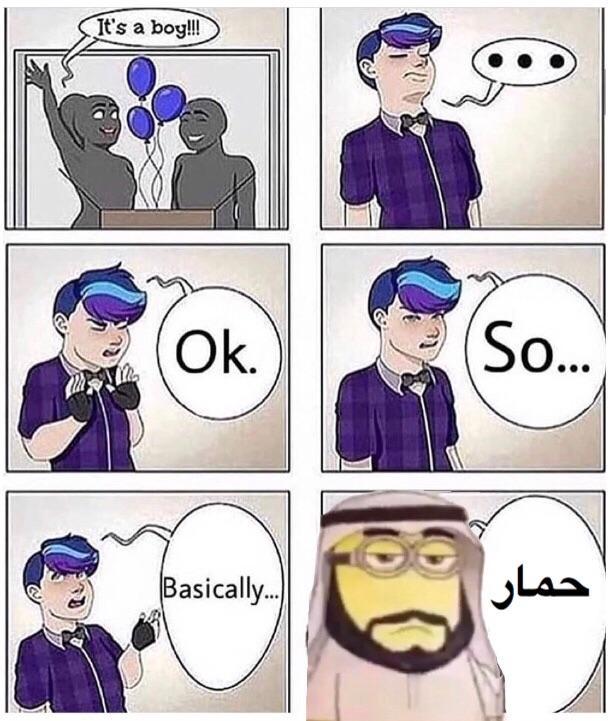 It's a boy!!!
• • •
Ok.
So...
Basically...
حمار